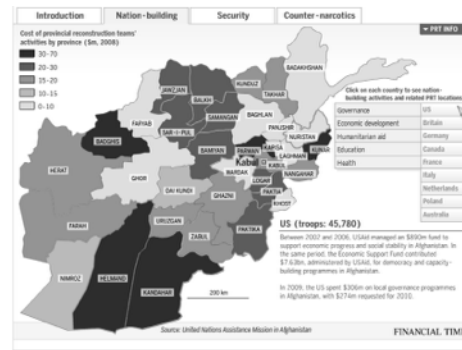 Introduction
Nation-building
Security
Counter-narcotics
Cost of provincial reconstruction teams'
activities by province ($m, 2008)
30-70
20-30
15-20
10-15
0-10
PRT INFO
Click on each country to see nation-
building activities and related PRT locations
Governance
Economic development
Humanitarian aid
Education
Health
US
Britain
Germany
Canada
France
Italy
Netherlands
Poland
Australia
BADAKHSHAN
KUNDUZ
TAKHAR
JAWZJAN
BALKH
SAMANGAN
BAGHLAN
FARYAB
SAR-I-PUL
PANJSHIR
NURISTAN
BADGHIS
BAMIYAN
PARWAN
KAPISA
KUNAR
LAGHMAN
Kabul
KABUL
HERAT
GHOR
WARDAK
NANGARHAR
LOGAR
DAI KUNDI
GHAZNI
PAKTIA
KHOST
FARAH
URUZGAN
ZABUL
PAKTIKA
NIMROZ
HELMAND
KANDAHAR
200 km
US (troops: 45,780)
Between 2002 and 2006, USAid managed an $890m fund to
support economic progress and social stability in Afghanistan. In
the same period, the Economic Support Fund contributed
$7.63bn, administered by USAid, for democracy and capacity-
building programmes in Afghanistan.
In 2009, the US spent $306m on local governance programmes
in Afghanistan, with $274m requested for 2010.
Source: United Nations Assistance Mission in Afghanistan
FINANCIAL TIME